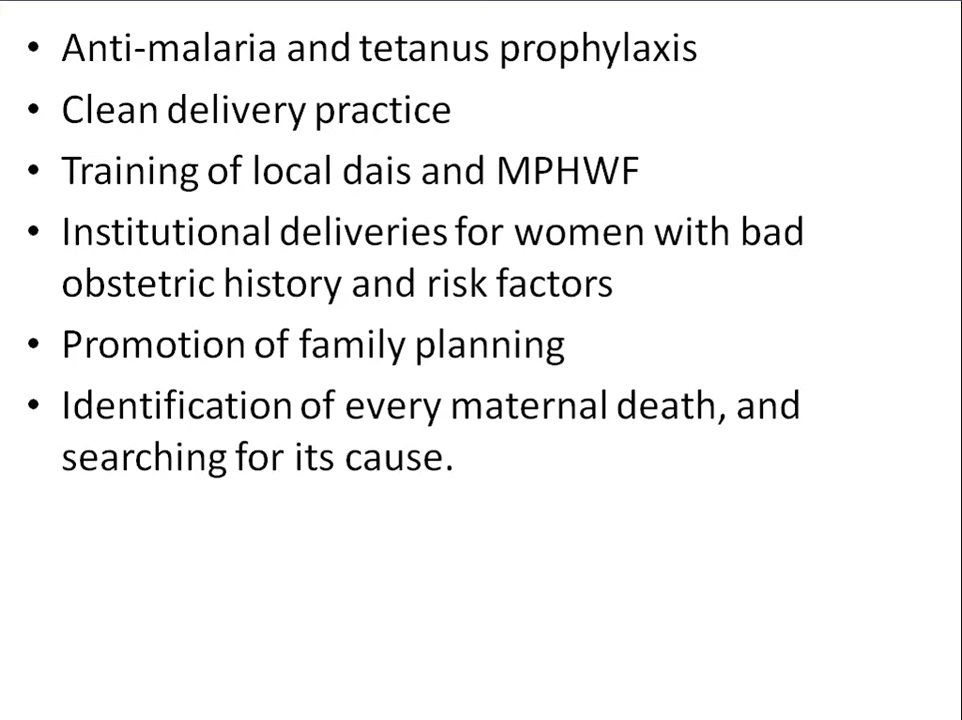 • Anti-malaria and tetanus prophylaxis
• Clean delivery practice
• Training of local dais and MPHWF
• Institutional deliveries for women with bad
obstetric history and risk factors
• Promotion of family planning
• Identification of every maternal death, and
searching for its cause.